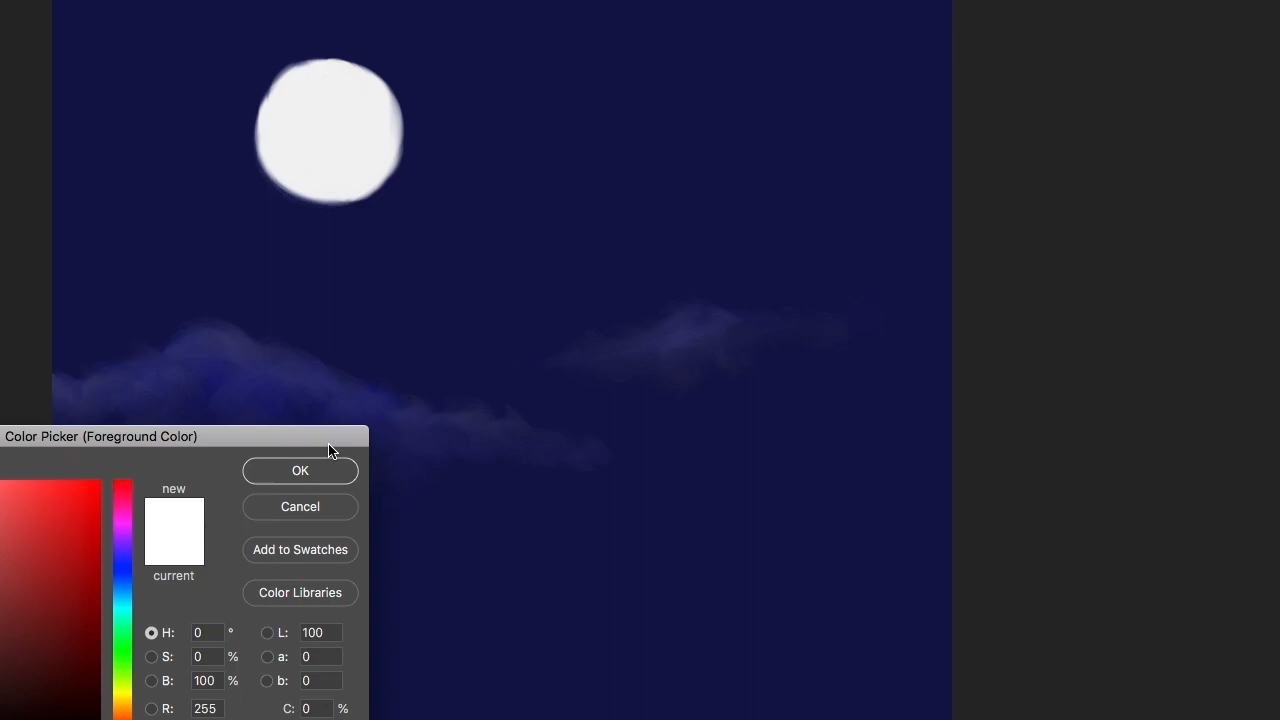 Color Picker (Foreground Color)
OK
new
Cancel
Add to Swatches
current
Color Libraries
H: 0 ° L: 100
S: 0 % a: 0
B: 100 % b: 0
R: 255 C: 0 %